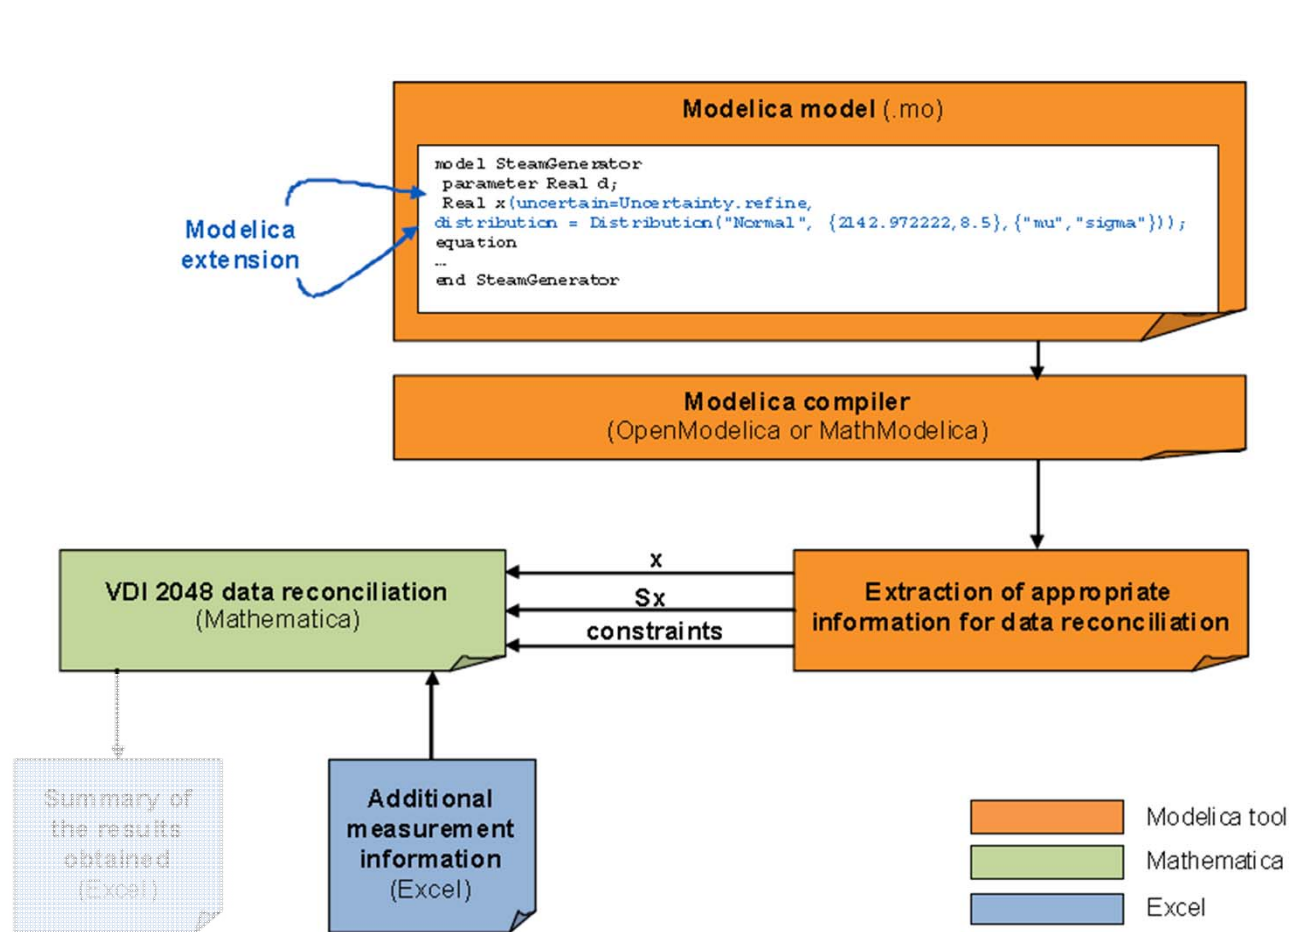 Modelica model (.mo)
model SteamGenerator
parameter Real d;
Real x(uncertain=Uncertainty.refine,
distribution = Distribution("Normal", {2142.972222,8.5},{"mu","sigma"}));
equation
…
end SteamGenerator
Modelica
extension
Modelica compiler
(OpenModelica or MathModelica)
VDI 2048 data reconciliation
(Mathematica)
x
Sx
constraints
Extraction of appropriate
information for data reconciliation
Summary of
the results
obtained
(Excel)
Additional
measurement
information
(Excel)
Modelica tool
Mathematica
Excel